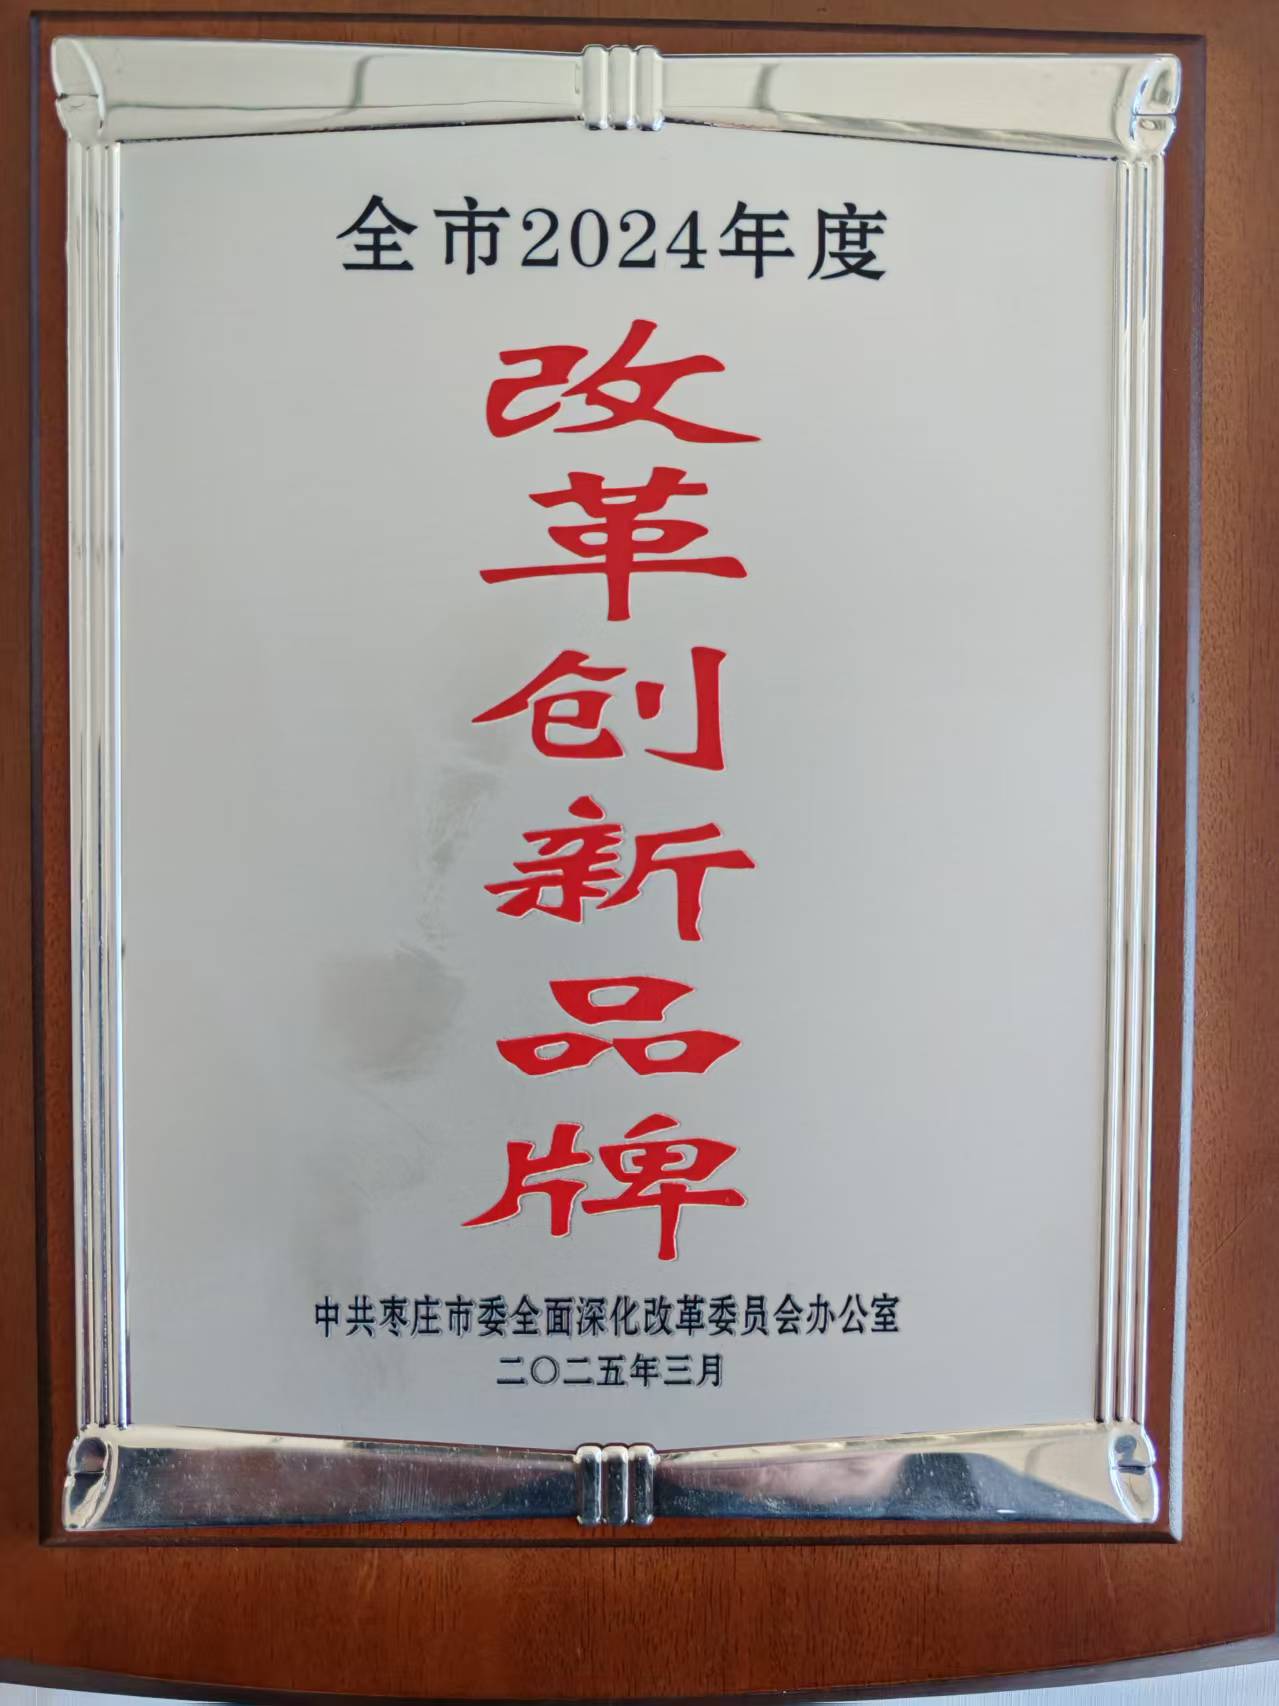 全市2024年度
改革创新品牌
中共枣庄市委全面深化改革委员会办公室
二〇二五年三月